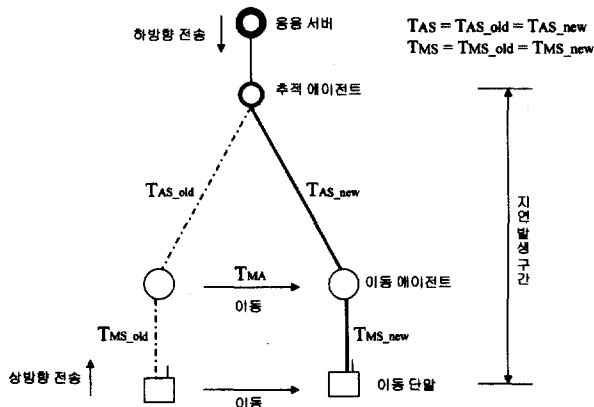 응용 서버
하방향 전송
TAS = TAS_old = TAS_new
TMS = TMS_old = TMS_new
추적 에이전트
TAS_old
TAS_new
지연발생구간
TMA
이동
이동 에이전트
TMS_old
TMS_new
상방향 전송
이동
이동 단말